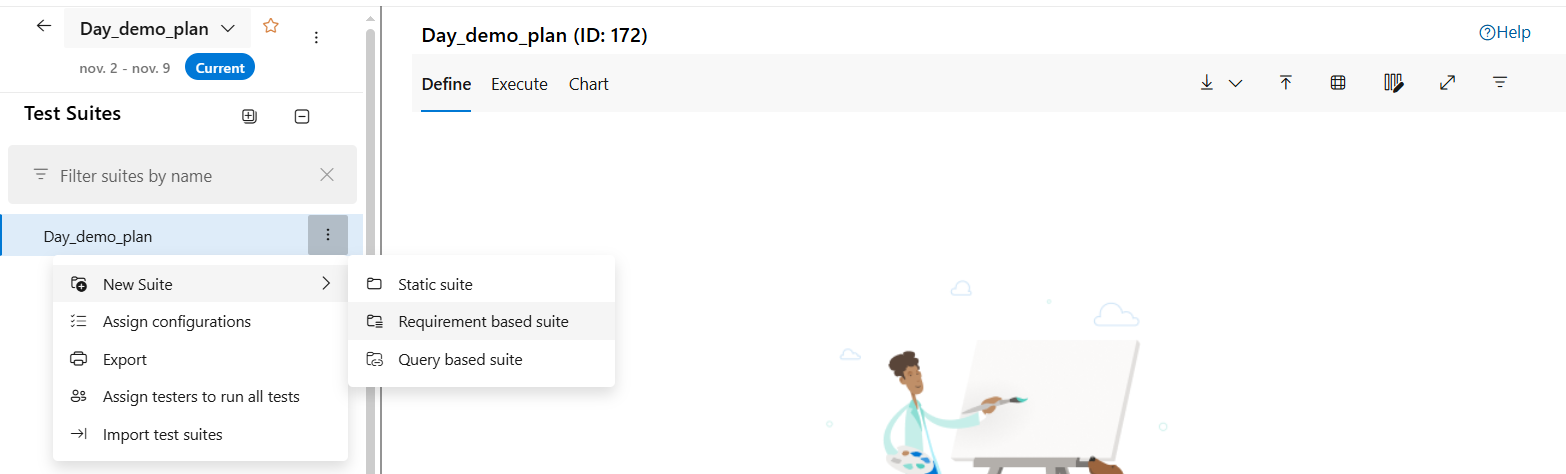 Day_demo_plan
nov. 2 - nov. 9 Current
Test Suites
Filter suites by name
Day_demo_plan
New Suite
Assign configurations
Export
Assign testers to run all tests
Import test suites
Static suite
Requirement based suite
Query based suite
Day_demo_plan (ID: 172)
Help
Define Execute Chart